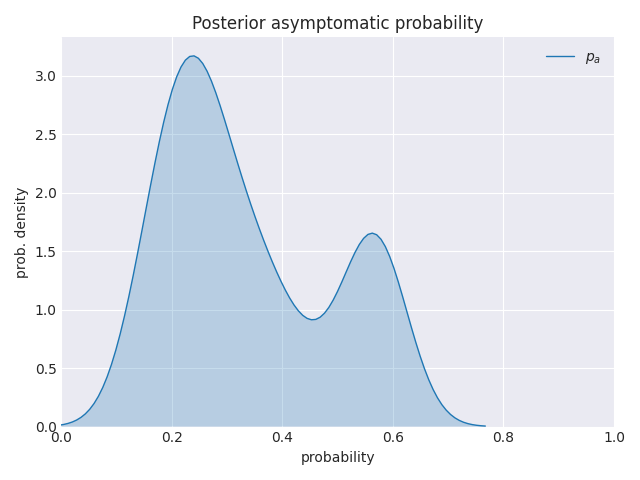 Posterior asymptomatic probability
pₐ
prob. density
3.0
2.5
2.0
1.5
1.0
0.5
0.0
0.0 0.2 0.4 0.6 0.8 1.0
probability